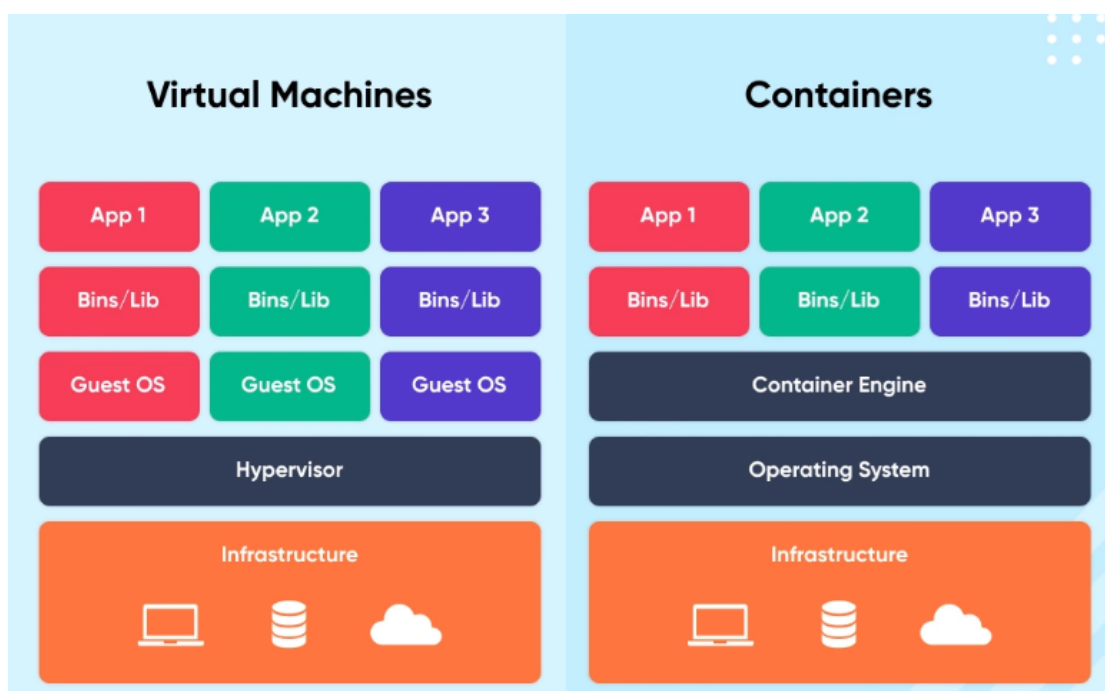 Virtual Machines
App 1
App 2
App 3
Bins/Lib
Bins/Lib
Bins/Lib
Guest OS
Guest OS
Guest OS
Hypervisor
Infrastructure
Containers
App 1
App 2
App 3
Bins/Lib
Bins/Lib
Bins/Lib
Container Engine
Operating System
Infrastructure